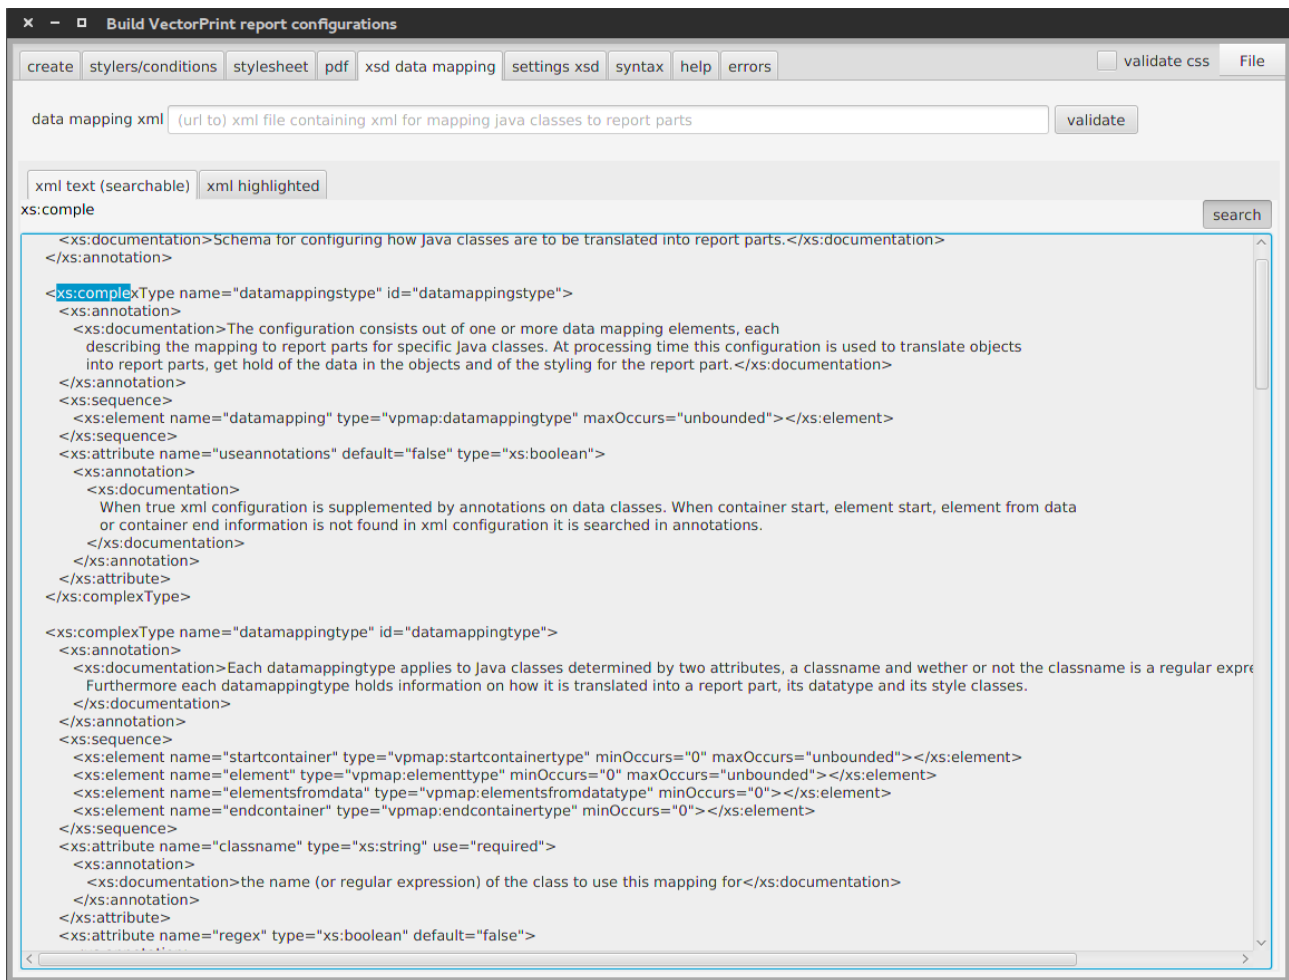 Build VectorPrint report configurations
create stylers/conditions stylesheet pdf xsd data mapping settings xsd syntax help errors validate css File
data mapping xml (url to) xml file containing xml for mapping java classes to report parts validate
xml text (searchable) xml highlighted
xs:comple
search
<xs:documentation>Schema for configuring how Java classes are to be translated into report parts.</xs:documentation>
</xs:annotation>
<xs:complexType name="datamappingstype" id="datamappingstype">
<xs:annotation>
<xs:documentation>The configuration consists out of one or more data mapping elements, each
describing the mapping to report parts for specific Java classes. At processing time this configuration is used to translate objects
into report parts, get hold of the data in the objects and of the styling for the report part.</xs:documentation>
</xs:annotation>
<xs:sequence>
<xs:element name="datamapping" type="vpmap:datamappingtype" maxOccurs="unbounded"></xs:element>
</xs:sequence>
<xs:attribute name="useannotations" default="false" type="xs:boolean">
<xs:annotation>
<xs:documentation>
When true xml configuration is supplemented by annotations on data classes. When container start, element start, element from data
or container end information is not found in xml configuration it is searched in annotations.
</xs:documentation>
</xs:annotation>
</xs:attribute>
</xs:complexType>
<xs:complexType name="datamappingtype" id="datamappingtype">
<xs:annotation>
<xs:documentation>Each datamappingtype applies to Java classes determined by two attributes, a classname and wether or not the classname is a regular expre
Furthermore each datamappingtype holds information on how it is translated into a report part, its datatype and its style classes.
</xs:documentation>
</xs:annotation>
<xs:sequence>
<xs:element name="startcontainer" type="vpmap:startcontainertype" minOccurs="0" maxOccurs="unbounded"></xs:element>
<xs:element name="element" type="vpmap:elementtype" minOccurs="0" maxOccurs="unbounded"></xs:element>
<xs:element name="elementsfromdata" type="vpmap:elementsfromdatatype" minOccurs="0"></xs:element>
<xs:element name="endcontainer" type="vpmap:endcontainertype" minOccurs="0"></xs:element>
</xs:sequence>
<xs:attribute name="classname" type="xs:string" use="required">
<xs:annotation>
<xs:documentation>the name (or regular expression) of the class to use this mapping for</xs:documentation>
</xs:annotation>
</xs:attribute>
<xs:attribute name="regex" type="xs:boolean" default="false">